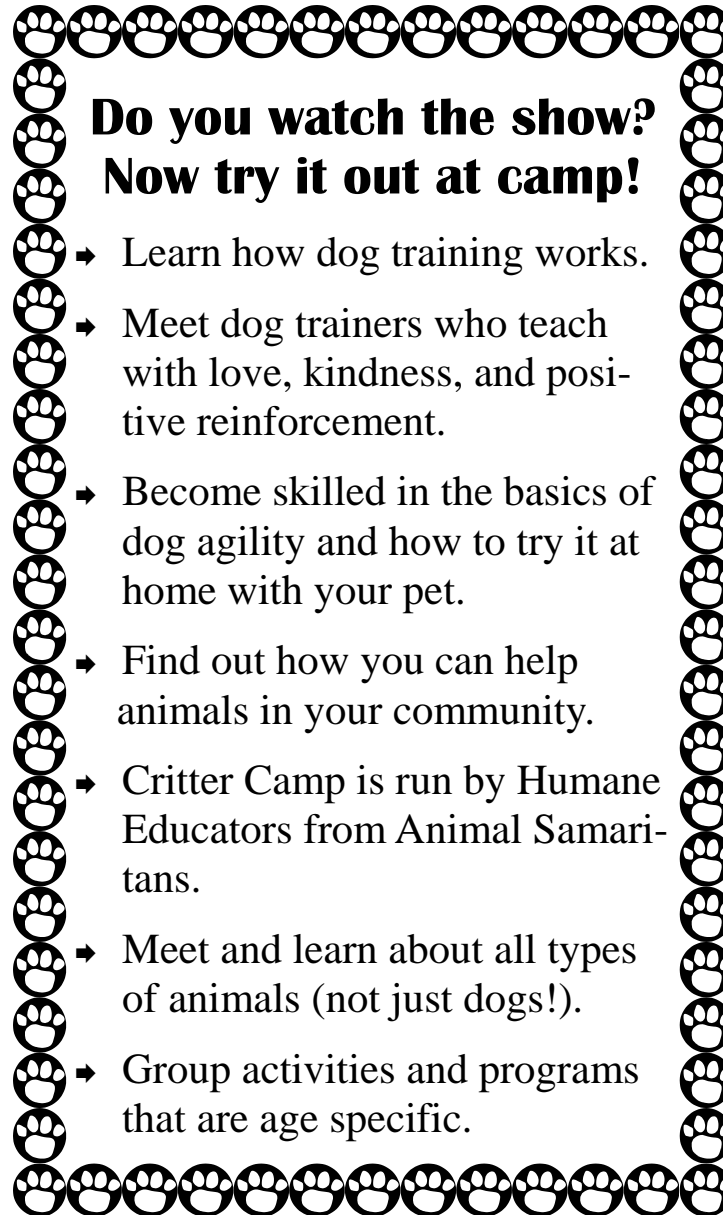 Do you watch the show?
Now try it out at camp!
Learn how dog training works.
Meet dog trainers who teach
with love, kindness, and posi-
tive reinforcement.
Become skilled in the basics of
dog agility and how to try it at
home with your pet.
Find out how you can help
animals in your community.
Critter Camp is run by Humane
Educators from Animal Samari-
tans.
Meet and learn about all types
of animals (not just dogs!).
Group activities and programs
that are age specific.